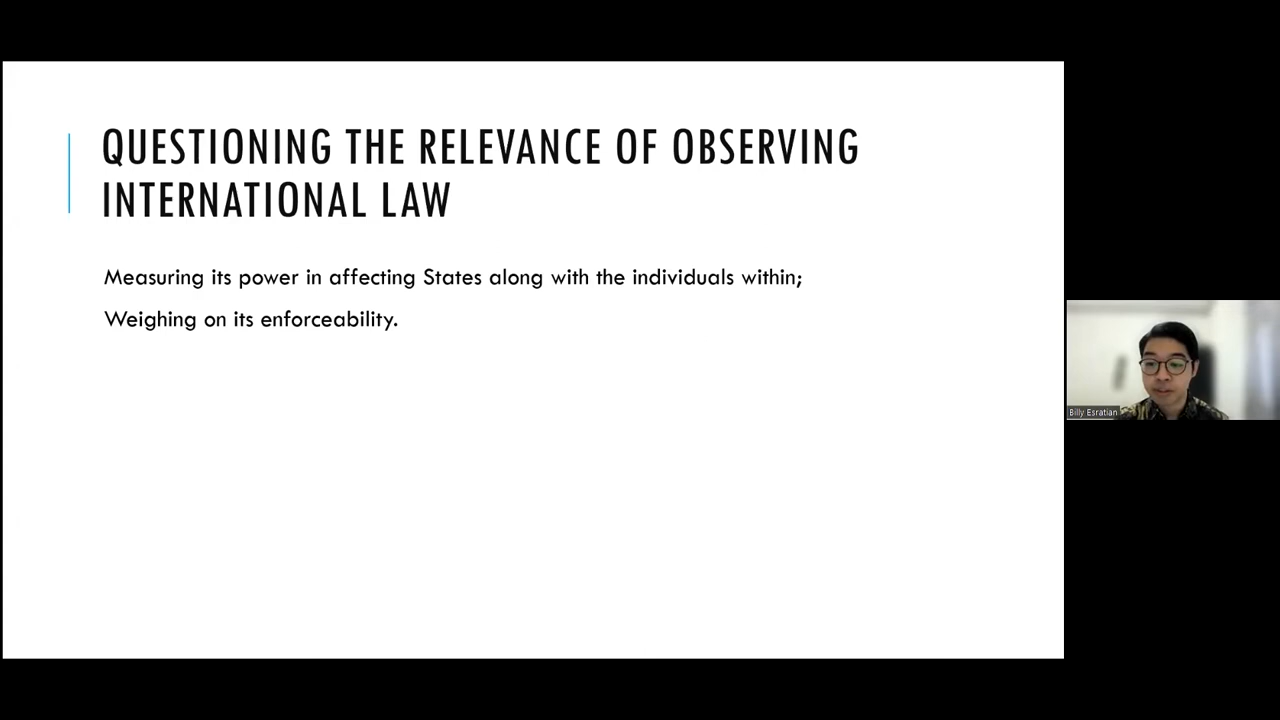 QUESTIONING THE RELEVANCE OF OBSERVING
INTERNATIONAL LAW
Measuring its power in affecting States along with the individuals within;
Weighing on its enforceability.
Billy Esratian